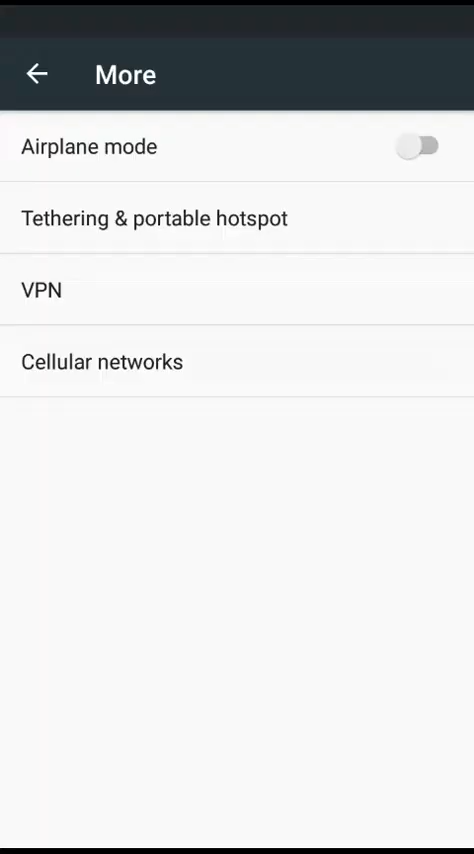 More
Airplane mode
Tethering & portable hotspot
VPN
Cellular networks